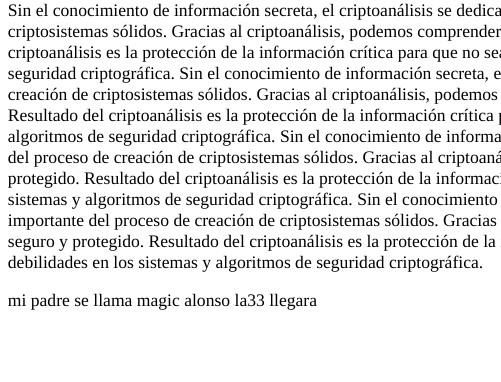 Sin el conocimiento de información secreta, el criptoanálisis se dedica
criptosistemas sólidos. Gracias al criptoanálisis, podemos comprender
criptoanálisis es la protección de la información crítica para que no sea
seguridad criptográfica. Sin el conocimiento de información secreta, e
creación de criptosistemas sólidos. Gracias al criptoanálisis, podemos
Resultado del criptoanálisis es la protección de la información crítica p
algoritmos de seguridad criptográfica. Sin el conocimiento de informa
del proceso de creación de criptosistemas sólidos. Gracias al criptoaná
protegido. Resultado del criptoanálisis es la protección de la informaci
sistemas y algoritmos de seguridad criptográfica. Sin el conocimiento
importante del proceso de creación de criptosistemas sólidos. Gracias
seguro y protegido. Resultado del criptoanálisis es la protección de la
debilidades en los sistemas y algoritmos de seguridad criptográfica.
mi padre se llama magic alonso la33 llegara